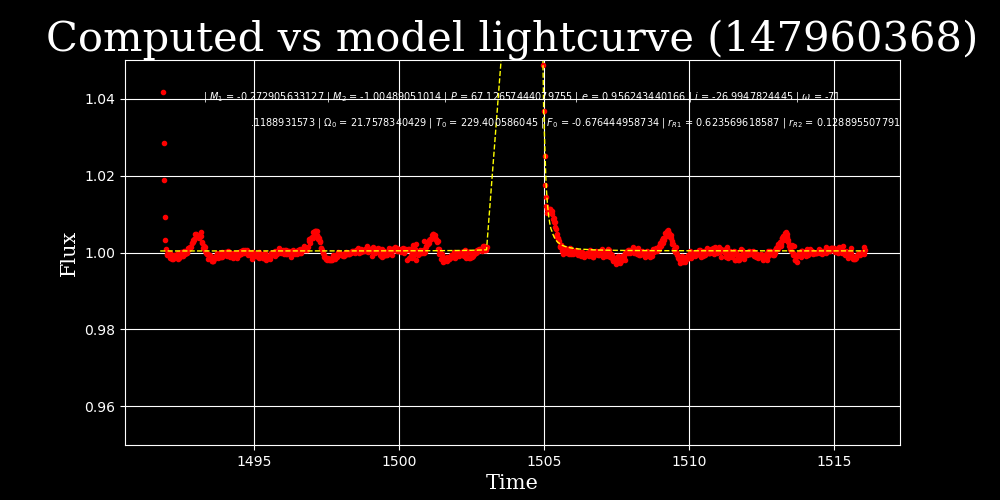 Computed vs model lightcurve (147960368)
| M1 = -0.272905633127 | M2 = -1.00489051014 | P = 67.1265744479755 | e = 0.956243440166 | i = -26.9947824445 | ω = -71
.1188931573 | Ω0 = 21.7578340429 | T0 = 229.400586045 | F0 = -0.676444958734 | rR1 = 0.623569618587 | rR2 = 0.128895507791
1.04
1.02
1.00
0.98
0.96
Flux
1495 1500 1505 1510 1515
Time